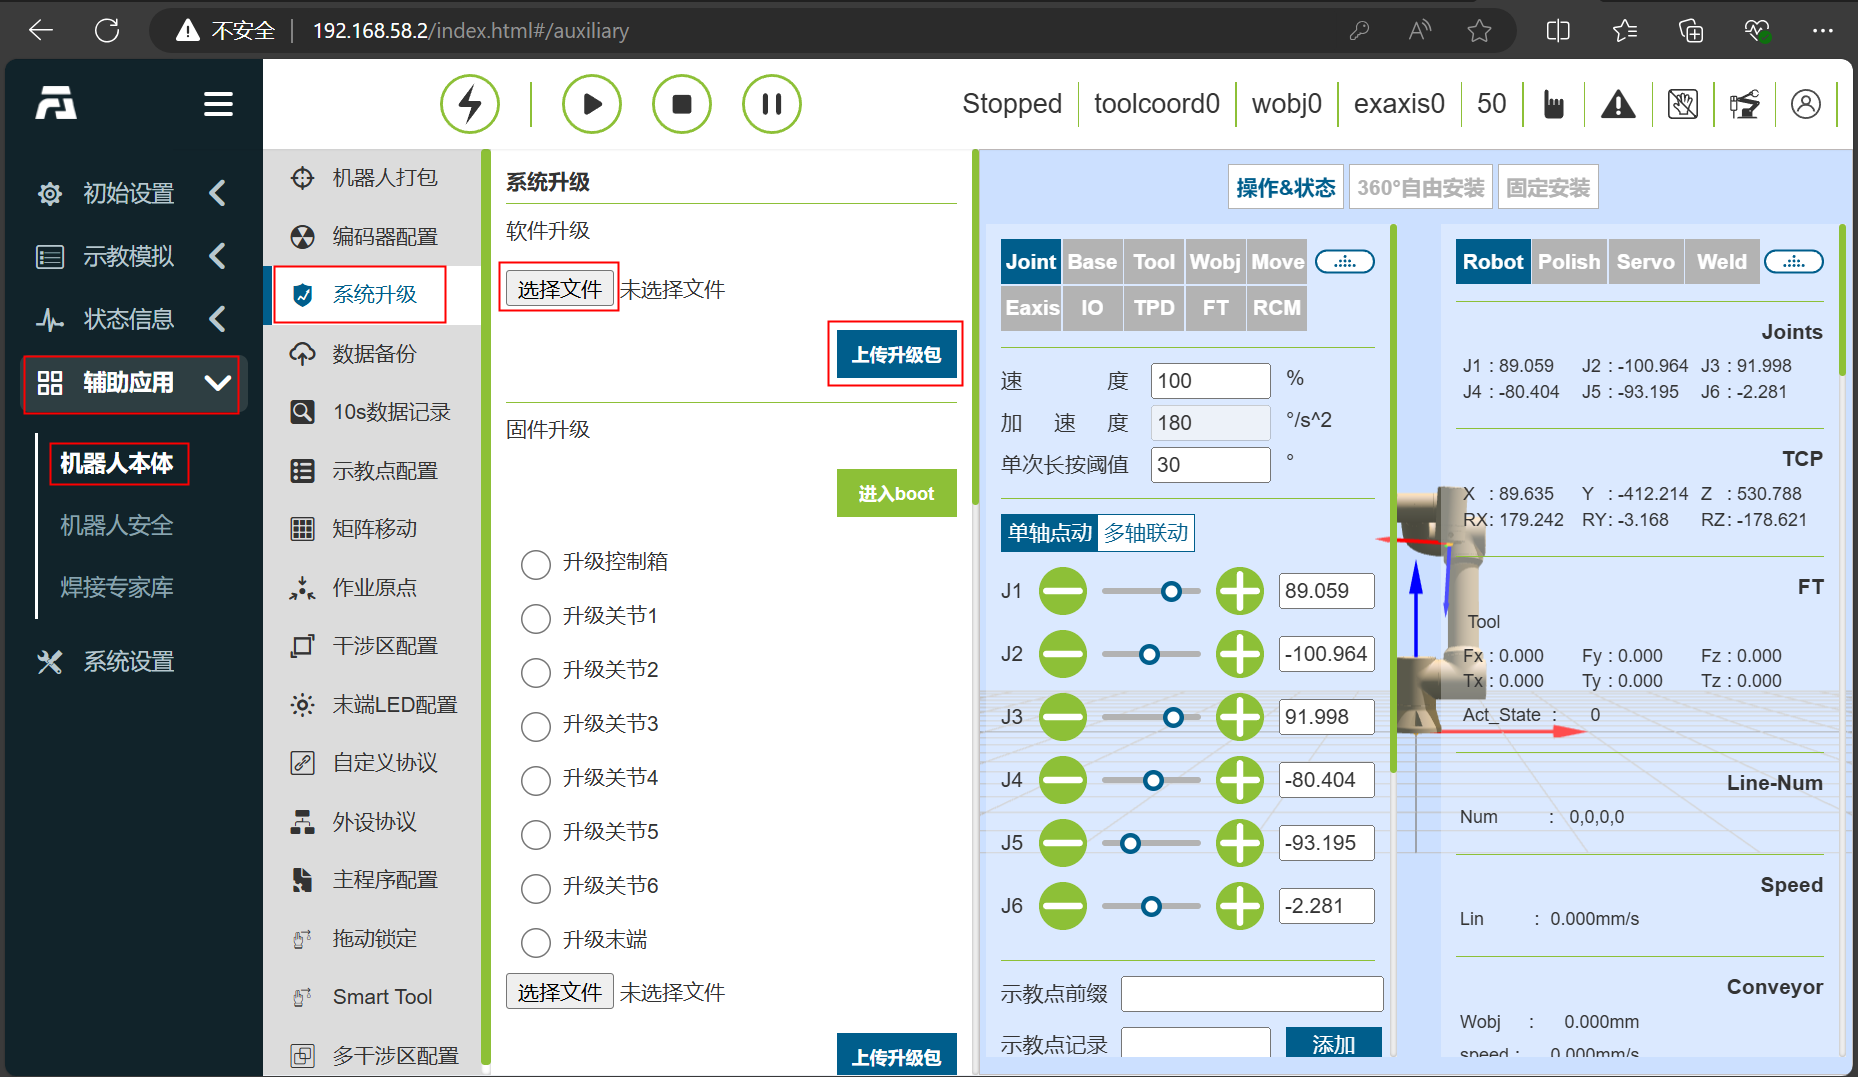 不安全 192.168.58.2/index.html#/auxiliary
Stopped toolcoord0 wobj0 exaxis0 50
初始设置
示教模拟
状态信息
辅助应用
机器人本体
机器人安全
焊接专家库
系统设置
机器人打包
编码器配置
系统升级
数据备份
10s数据记录
示教点配置
矩阵移动
作业原点
干涉区配置
末端LED配置
自定义协议
外设协议
主程序配置
拖动锁定
Smart Tool
多干涉区配置
系统升级
软件升级
选择文件 未选择文件
上传升级包
固件升级
进入boot
升级控制箱
升级关节1
升级关节2
升级关节3
升级关节4
升级关节5
升级关节6
升级末端
选择文件 未选择文件
上传升级包
操作&状态 360°自由安装 固定安装
Joint Base Tool Wobj Move
Eaxis IO TPD FT RCM
速度 100 %
加速度 180 °/s^2
单次长按阈值 30 °
单轴点动 多轴联动
J1 89.059
J2 -100.964
J3 91.998
J4 -80.404
J5 -93.195
J6 -2.281
示教点前缀
示教点记录 添加
Robot Polish Servo Weld
Joints
J1 : 89.059 J2 : -100.964 J3 : 91.998
J4 : -80.404 J5 : -93.195 J6 : -2.281
TCP
X : 89.635 Y : -412.214 Z : 530.788
RX: 179.242 RY: -3.168 RZ: -178.621
FT
Tool
Fx : 0.000 Fy : 0.000 Fz : 0.000
Tx : 0.000 Ty : 0.000 Tz : 0.000
Act_State : 0
Line-Num
Num : 0,0,0,0
Speed
Lin : 0.000mm/s
Conveyor
Wobj : 0.000mm
speed : 0.000mm/s